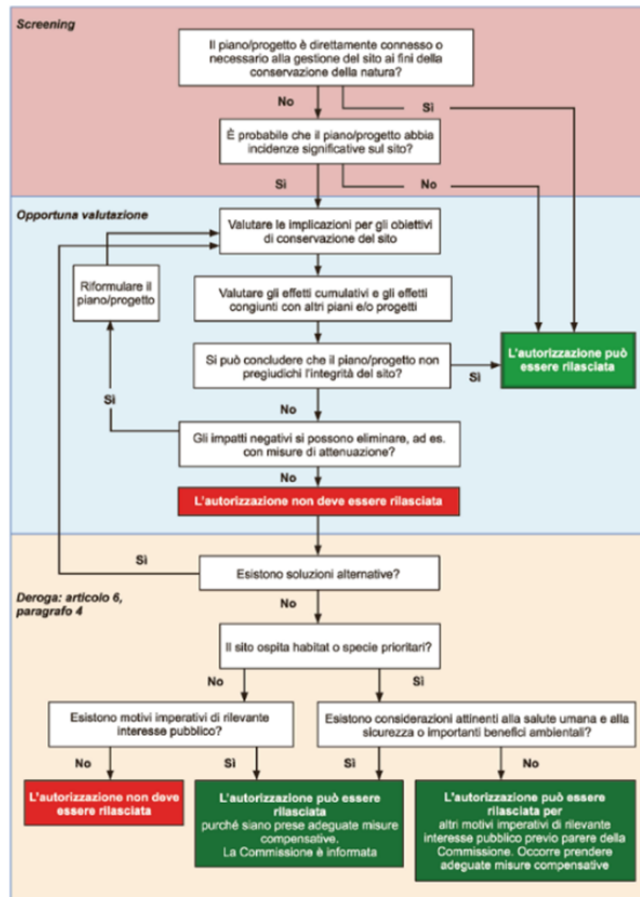 Screening
Il piano/progetto è direttamente connesso o
necessario alla gestione del sito ai fini della
conservazione della natura?
No
Sì
È probabile che il piano/progetto abbia
incidenze significative sul sito?
Sì
No
Opportuna valutazione
Valutare le implicazioni per gli obiettivi
di conservazione del sito
Riformulare il
piano/progetto
Valutare gli effetti cumulativi e gli effetti
congiunti con altri piani e/o progetti
Si può concludere che il piano/progetto non
pregiudichi l'integrità del sito?
Sì
L'autorizzazione può
essere rilasciata
Sì
No
Gli impatti negativi si possono eliminare, ad es.
con misure di attenuazione?
No
L'autorizzazione non deve essere rilasciata
Sì
Esistono soluzioni alternative?
Deroga: articolo 6,
paragrafo 4
No
Il sito ospita habitat o specie prioritari?
No
Sì
Esistono motivi imperativi di rilevante
interesse pubblico?
Esistono considerazioni attinenti alla salute umana e alla
sicurezza o importanti benefici ambientali?
No
Sì
Sì
No
L'autorizzazione non deve
essere rilasciata
L'autorizzazione può essere
rilasciata
purché siano prese adeguate misure
compensative.
La Commissione è informata
L'autorizzazione può essere
rilasciata per
altri motivi imperativi di rilevante
interesse pubblico previo parere della
Commissione. Occorre prendere
adeguate misure compensative